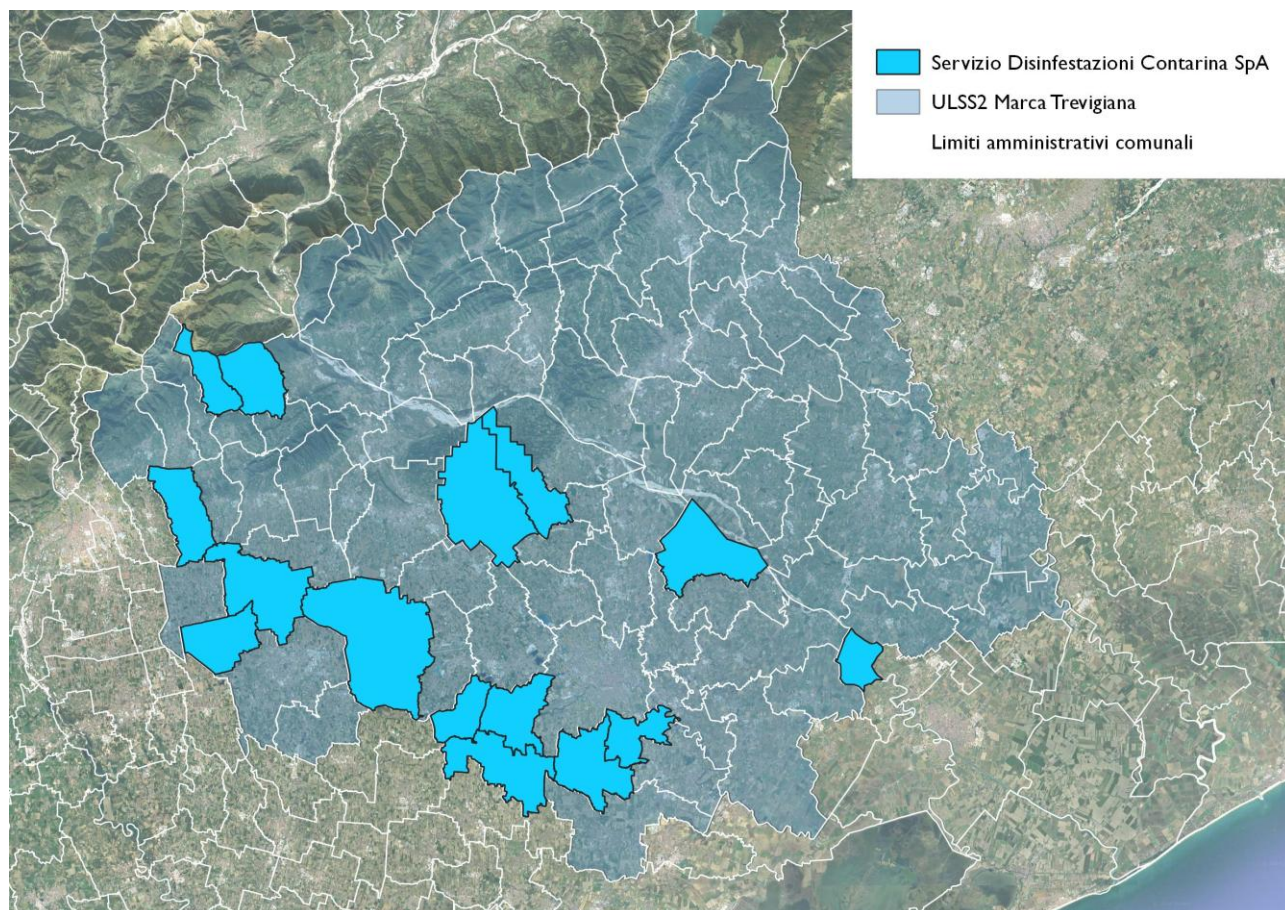 Servizio Disinfestazioni Contarina SpA
ULSS2 Marca Trevigiana
Limiti amministrativi comunali